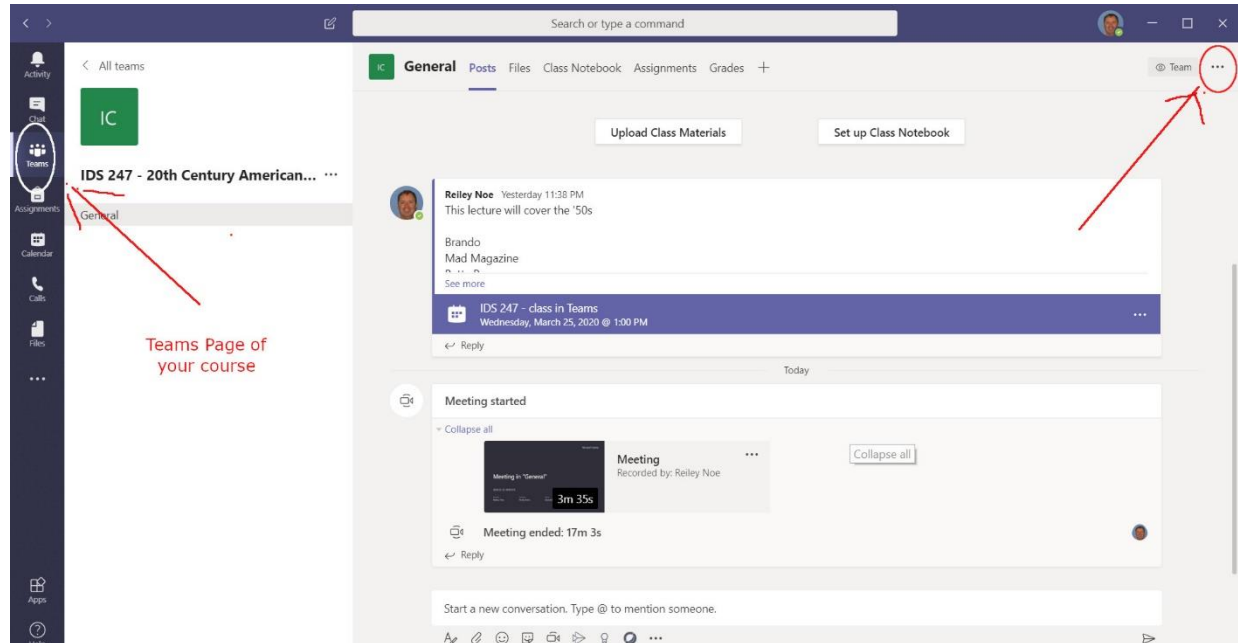 Search or type a command
Activity
Chat
Teams
Assignments
Calendar
Calls
Files
Apps
All teams
IC
IDS 247 - 20th Century American...
General
Teams Page of
your course
IC
General Posts Files Class Notebook Assignments Grades
Team
Upload Class Materials
Set up Class Notebook
Reiley Noe Yesterday 11:38 PM
This lecture will cover the '50s
Brando
Mad Magazine
See more
IDS 247 - class in Teams
Wednesday, March 25, 2020 @ 1:00 PM
Reply
Today
Meeting started
Collapse all
Meeting in "General"
3m 35s
Meeting
Recorded by: Reiley Noe
Collapse all
Meeting ended: 17m 3s
Reply
Start a new conversation. Type @ to mention someone.